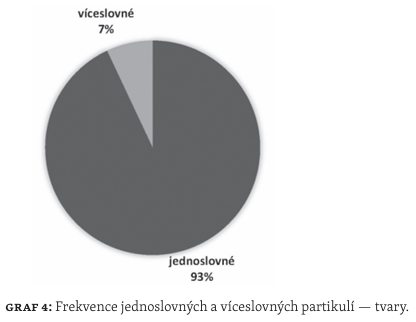 víceslovné
7%
jednoslovné
93%
GRAF 4: Frekvence jednoslovných a víceslovných partikulí — tvary.